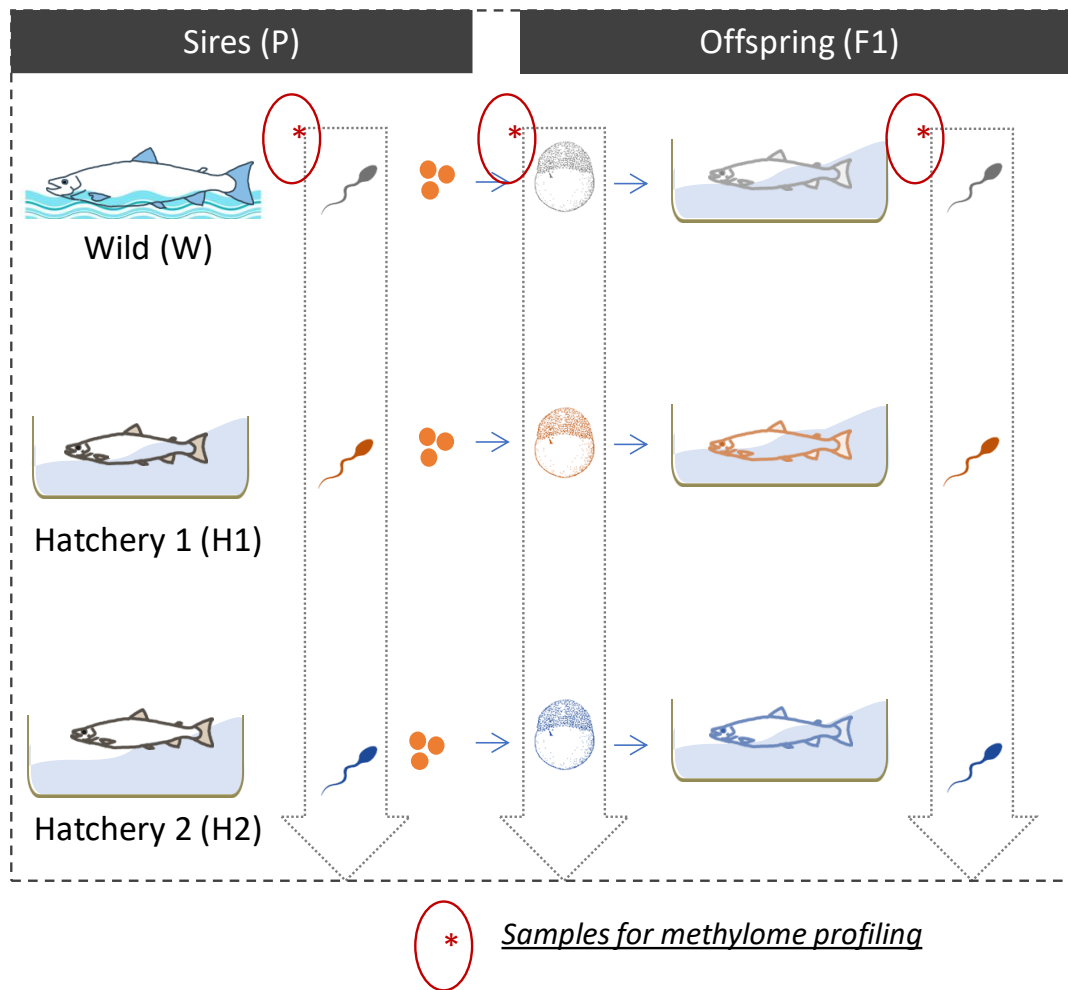 Sires (P)
Offspring (F1)
* * *
Wild (W)
Hatchery 1 (H1)
Hatchery 2 (H2)
* Samples for methylome profiling